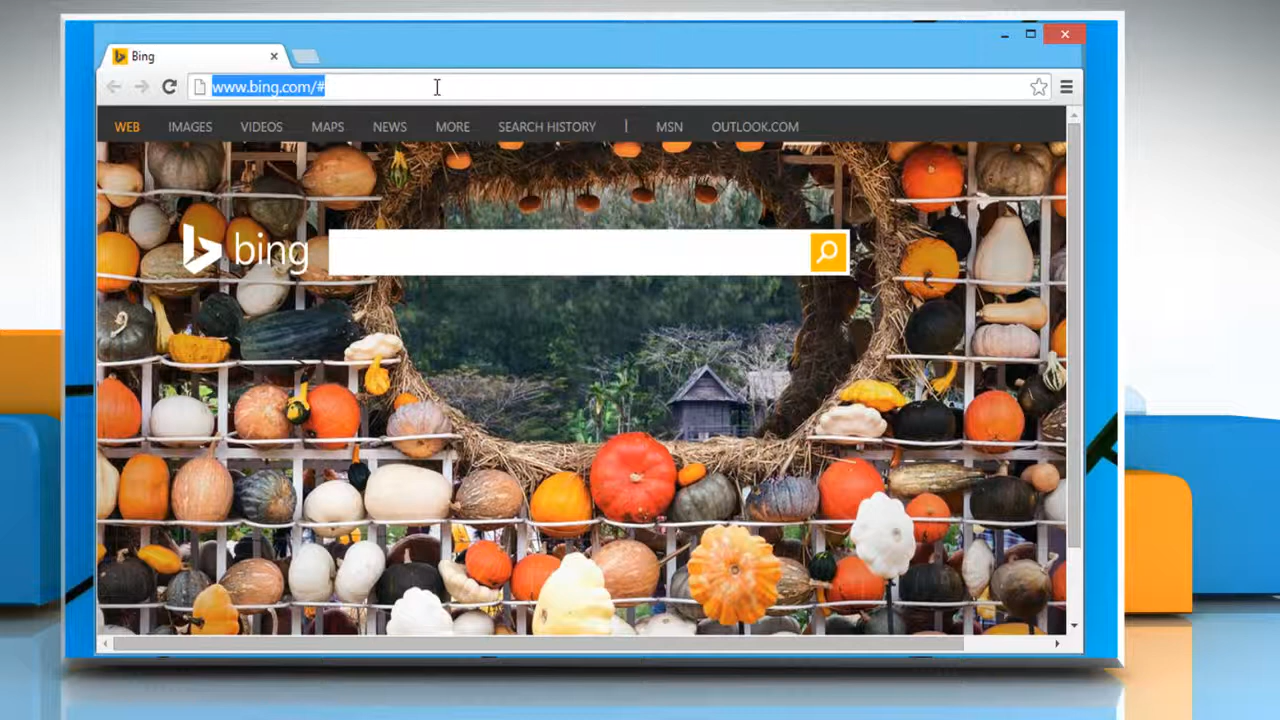 Bing
www.bing.com/#
WEB IMAGES VIDEOS MAPS NEWS MORE SEARCH HISTORY | MSN OUTLOOK.COM
bing